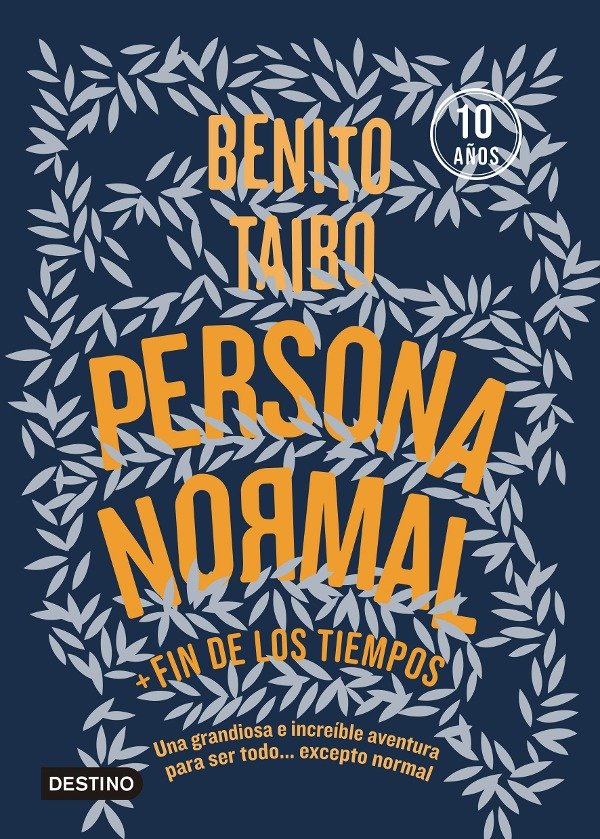 BENITO
TAIBO
10
AÑOS
PERSONA
NORMAL
+ FIN DE LOS TIEMPOS
Una grandiosa e increíble aventura
para ser todo... excepto normal
DESTINO